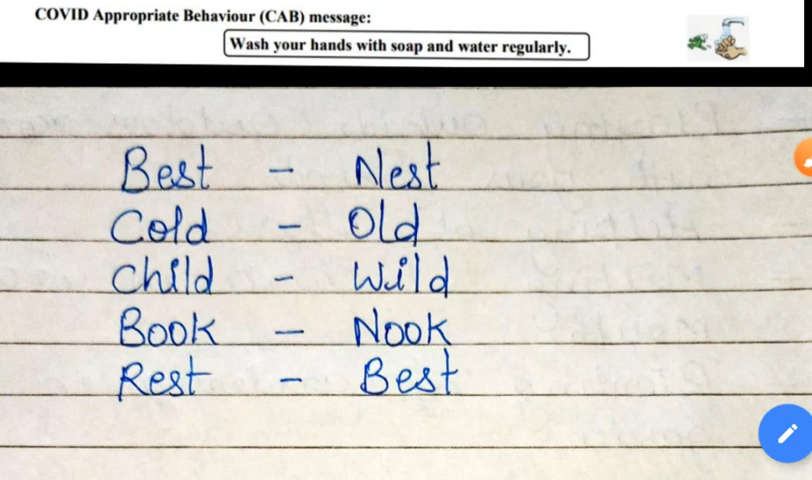 COVID Appropriate Behaviour (CAB) message:
Wash your hands with soap and water regularly.
Best - Nest
Cold - Old
Child - Wild
Book - Nook
Rest - Best